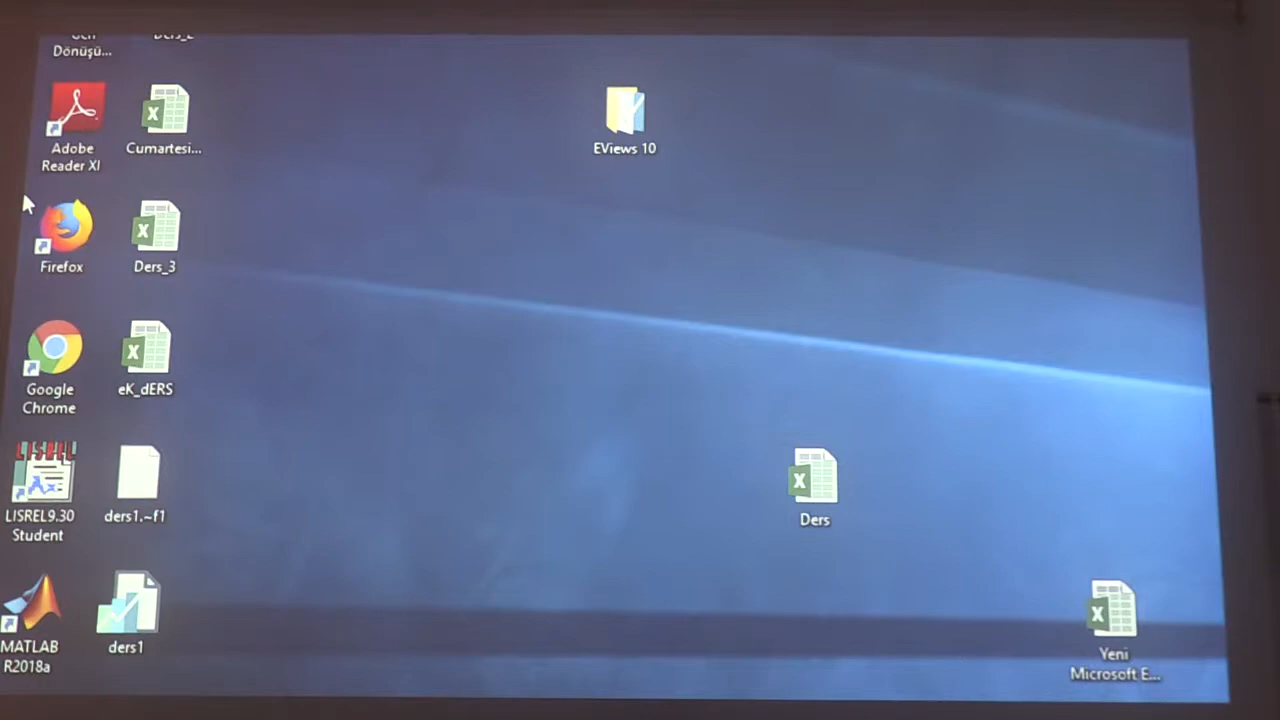 Dönüşü...
Adobe
Reader XI
Cumartesi...
EViews 10
Firefox
Ders_3
Google
Chrome
eK_dERS
LISREL
LISREL9.30
Student
ders1.~f1
Ders
MATLAB
R2018a
ders1
Yeni
Microsoft E...